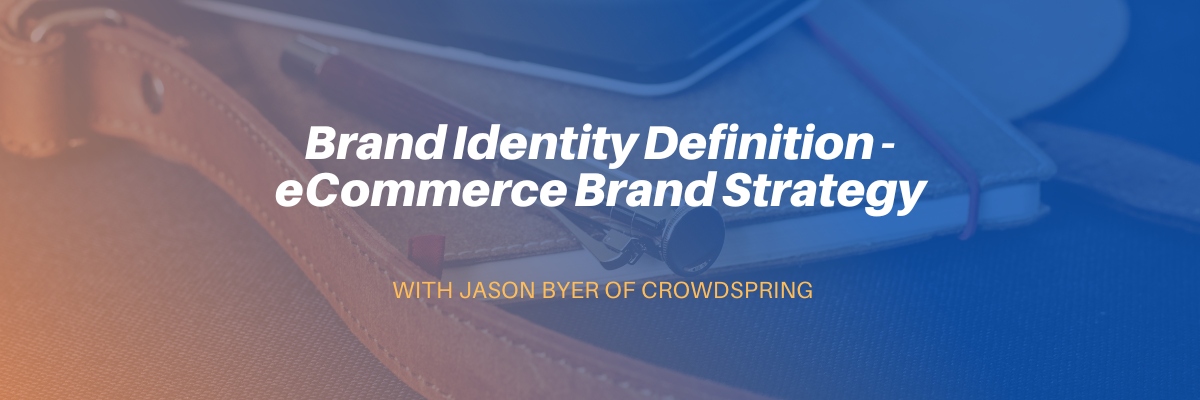 Brand Identity Definition -
eCommerce Brand Strategy
WITH JASON BYER OF CROWDSPRING